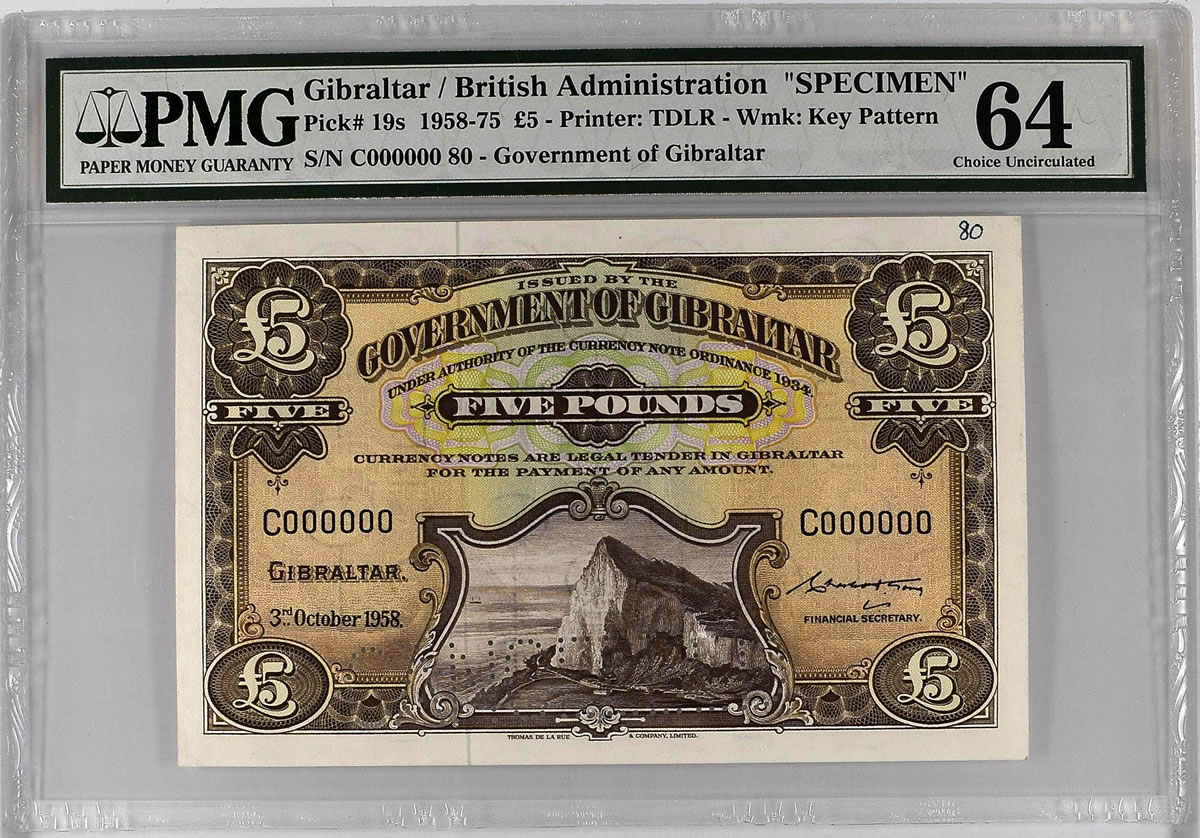 PMG
PAPER MONEY GUARANTY
Gibraltar / British Administration "SPECIMEN"
Pick# 19s 1958-75 £5 - Printer: TDLR - Wmk: Key Pattern
S/N C000000 80 - Government of Gibraltar
64
Choice Uncirculated
80
£5
£5
ISSUED BY THE
GOVERNMENT OF GIBRALTAR
UNDER AUTHORITY OF THE CURRENCY NOTE ORDINANCE 1934.
FIVE
FIVE POUNDS
FIVE
CURRENCY NOTES ARE LEGAL TENDER IN GIBRALTAR
FOR THE PAYMENT OF ANY AMOUNT.
C000000
C000000
GIBRALTAR.
3rd. October 1958.
FINANCIAL SECRETARY.
£5
£5
THOMAS DE LA RUE & COMPANY, LIMITED.